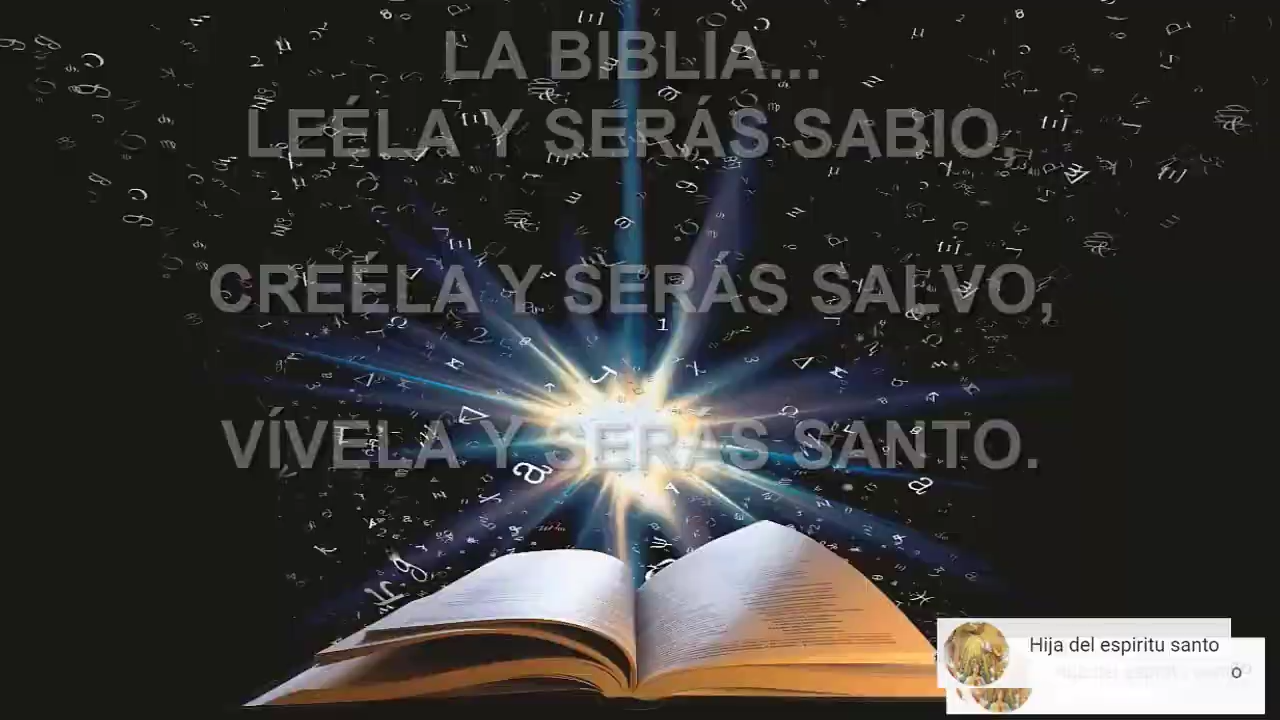 LA BIBLIA...
LEÉLA Y SERÁS SABIO,
CREÉLA Y SERÁS SALVO,
VÍVELA Y SERÁS SANTO.
Hija del espiritu santo